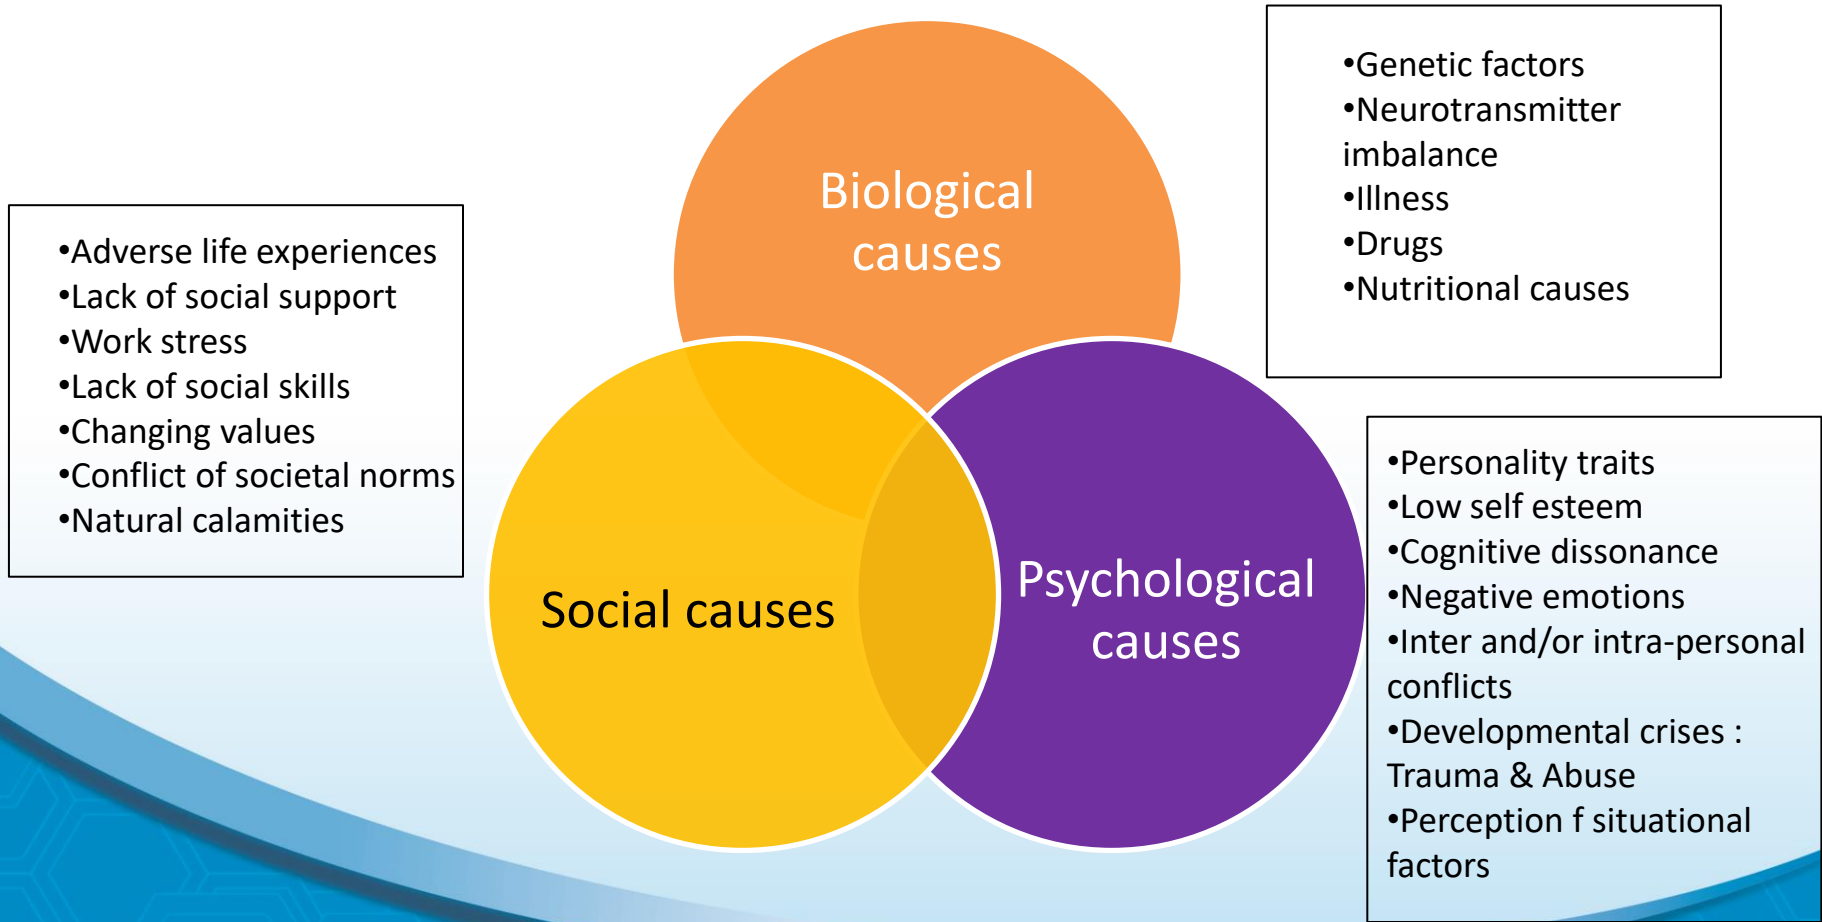 Biological
causes
•Genetic factors
•Neurotransmitter
imbalance
•Illness
•Drugs
•Nutritional causes
•Adverse life experiences
•Lack of social support
•Work stress
•Lack of social skills
•Changing values
•Conflict of societal norms
•Natural calamities
Social causes
Psychological
causes
•Personality traits
•Low self esteem
•Cognitive dissonance
•Negative emotions
•Inter and/or intra-personal
conflicts
•Developmental crises :
Trauma & Abuse
•Perception f situational
factors